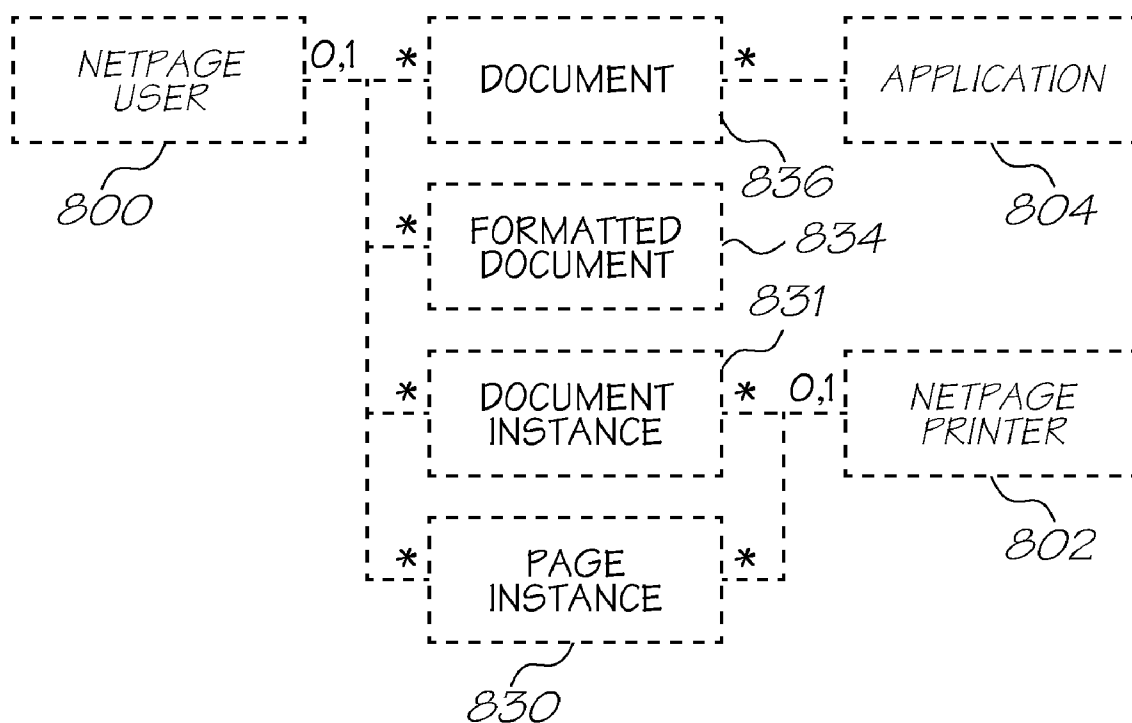 NETPAGE
USER
0,1
*
DOCUMENT
*
APPLICATION
800
836
804
*
FORMATTED
DOCUMENT
834
831
*
DOCUMENT
INSTANCE
*
0,1
NETPAGE
PRINTER
802
*
PAGE
INSTANCE
*
830